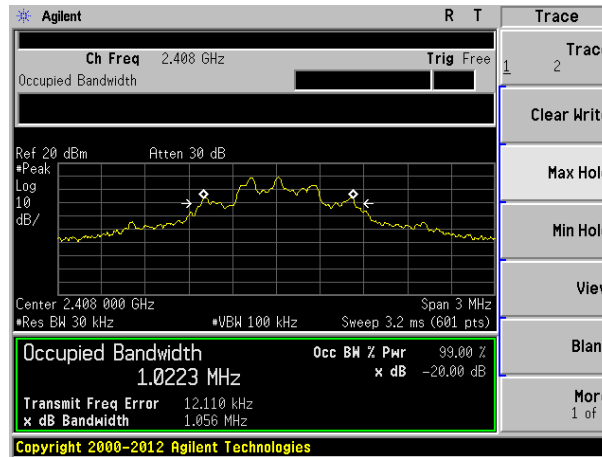 Agilent R T Trace
Ch Freq 2.408 GHz Trig Free
Occupied Bandwidth
Trac
1 2
Clear Writ
Max Hol
Min Hol
Vie
Blan
Mor
1 of
Ref 20 dBm Atten 30 dB
#Peak
Log
10
dB/
Center 2.408 000 GHz Span 3 MHz
#Res BW 30 kHz #VBW 100 kHz Sweep 3.2 ms (601 pts)
Occupied Bandwidth Occ BW % Pwr 99.00 %
1.0223 MHz x dB -20.00 dB
Transmit Freq Error 12.110 kHz
x dB Bandwidth 1.056 MHz
Copyright 2000-2012 Agilent Technologies